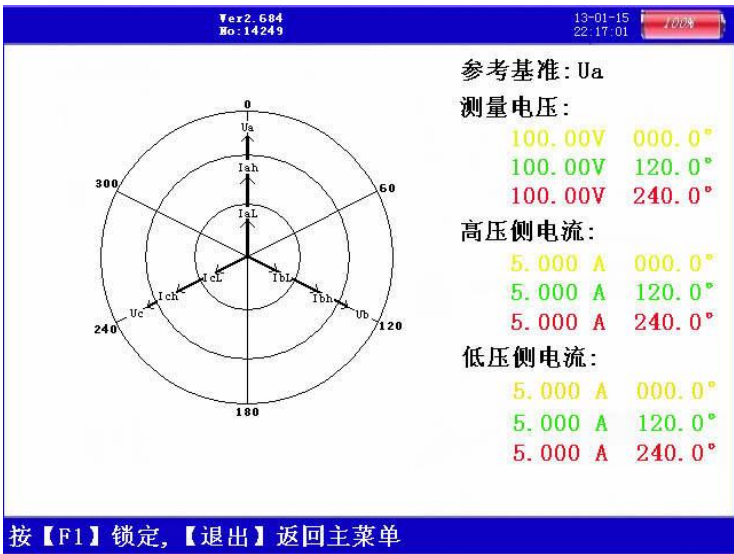 Ver2.684
No:14249
13-01-15
22:17:01
100%
参考基准:Ua
测量电压:
100.00V 000.0°
100.00V 120.0°
100.00V 240.0°
高压侧电流:
5.000 A 000.0°
5.000 A 120.0°
5.000 A 240.0°
低压侧电流:
5.000 A 000.0°
5.000 A 120.0°
5.000 A 240.0°
0
Ua
Iah
300
60
IaL
IcL
IbL
Ich
Ibh
Uc
Ub
240
120
180
按【F1】锁定,【退出】返回主菜单